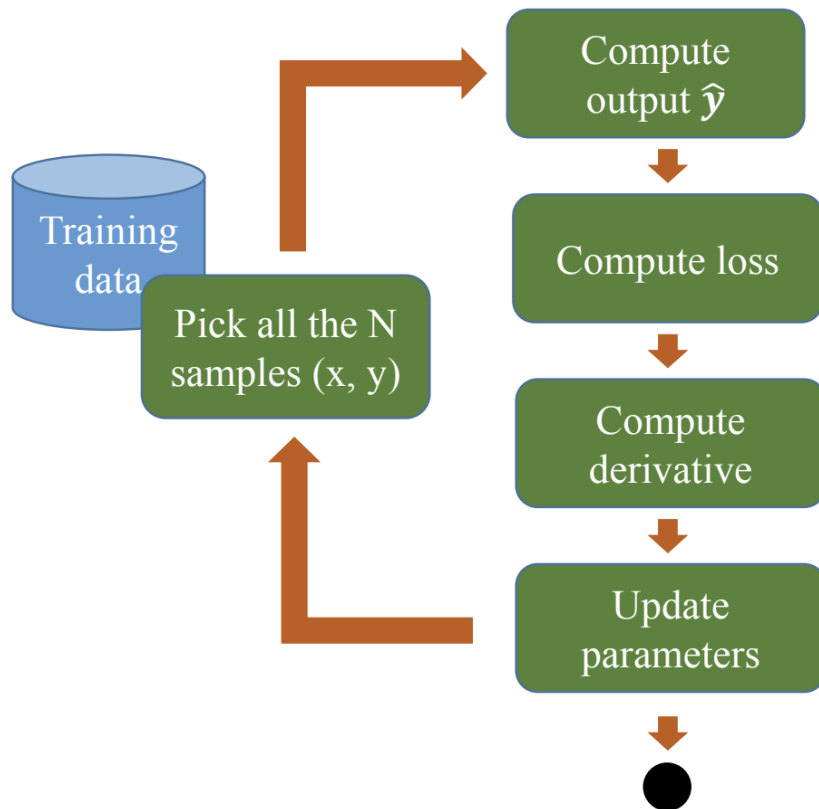 Training
data
Pick all the N
samples (x, y)
Compute
output ŷ
Compute loss
Compute
derivative
Update
parameters